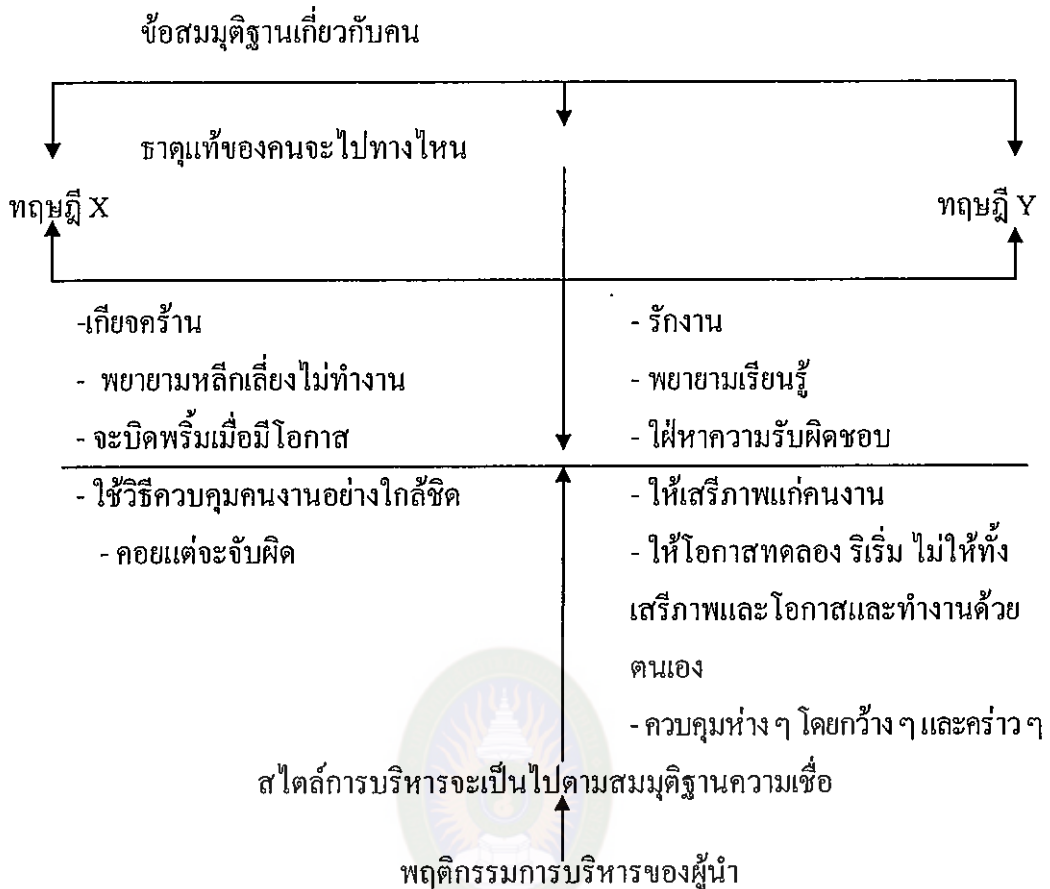 ข้อสมมุติฐานเกี่ยวกับคน
ธาตุแท้ของคนจะไปทางไหน
ทฤษฎี X
ทฤษฎี Y
-เกียจคร้าน
- พยายามหลีกเลี่ยงไม่ทำงาน
- จะบิดพริ้มเมื่อมีโอกาส
- รักงาน
- พยายามเรียนรู้
- ใฝ่หาความรับผิดชอบ
- ใช้วิธีควบคุมคนงานอย่างใกล้ชิด
- คอยแต่จะจับผิด
- ให้เสรีภาพแก่คนงาน
- ให้โอกาสทดลอง ริเริ่ม ไม่ให้ทั้ง
เสรีภาพและโอกาสและทำงานด้วย
ตนเอง
- ควบคุมห่าง ๆ โดยกว้าง ๆ และคร่าว ๆ
สไตล์การบริหารจะเป็นไปตามสมมุติฐานความเชื่อ
พฤติกรรมการบริหารของผู้นำ